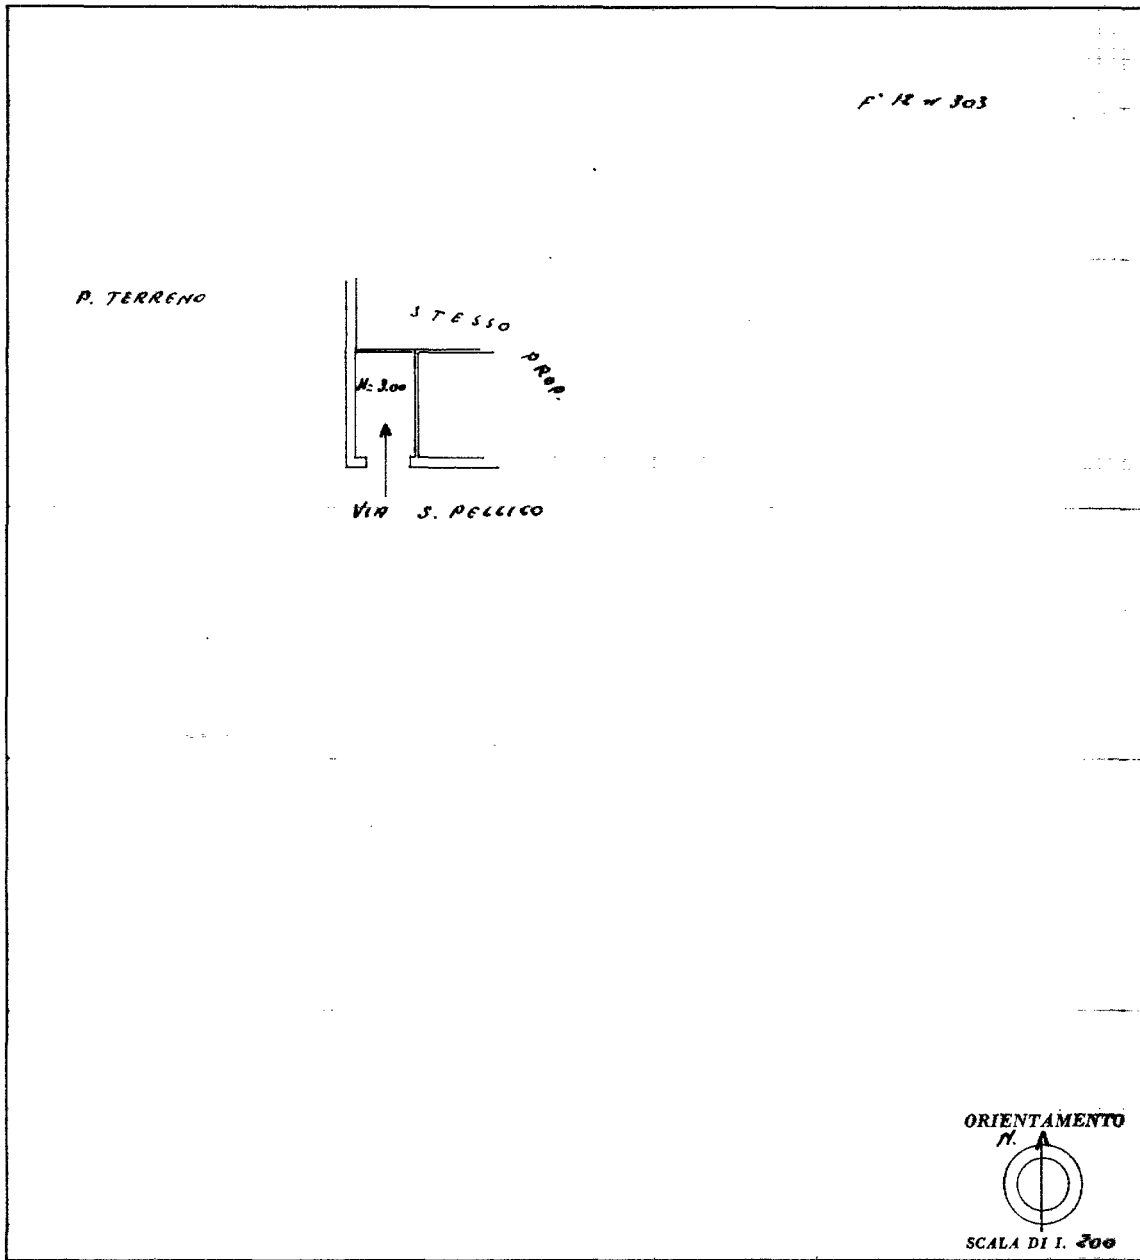 F° 12 n 303
P. TERRENO
STESSO PROP.
H= 3.00
VIA S. PELLICO
ORIENTAMENTO
N.
SCALA DI 1. 200